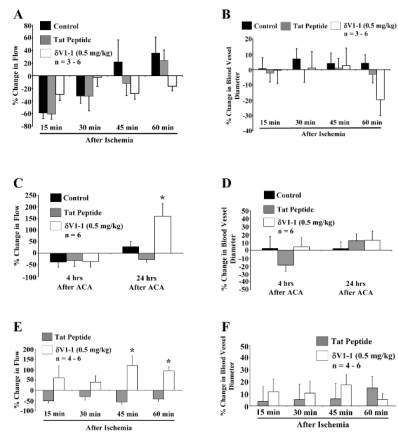 A
Control
Tat Peptide
δV1-1 (0.5 mg/kg)
n = 3 - 6
% Change in Flow
60
40
20
0
-20
-40
-60
-80
15 min 30 min 45 min 60 min
After Ischemia
B
Control Tat Peptide δV1-1 (0.5 mg/kg)
n = 3 - 6
% Change in Blood Vessel
Diameter
20
10
0
-10
-20
-30
-40
15 min 30 min 45 min 60 min
After Ischemia
C
Control
Tat Peptide
δV1-1 (0.5 mg/kg)
n = 6
*
% Change in Flow
250
200
150
100
50
0
-50
-100
4 hrs 24 hrs
After ACA After ACA
D
Control
Tat Peptide
δV1-1 (0.5 mg/kg)
n = 6
% Change in Blood Vessel
Diameter
50
40
30
20
10
0
-10
-20
-30
-40
-50
4 hrs 24 hrs
After ACA After ACA
E
Tat Peptide
δV1-1 (0.5 mg/kg)
n = 4 - 6
* *
% Change in Flow
200
150
100
50
0
-50
-100
15 min 30 min 45 min 60 min
After Ischemia
F
Tat Peptide
δV1-1 (0.5 mg/kg)
n = 4 - 6
% Change in Blood Vessel
Diameter
50
40
30
20
10
0
15 min 30 min 45 min 60 min
After Ischemia